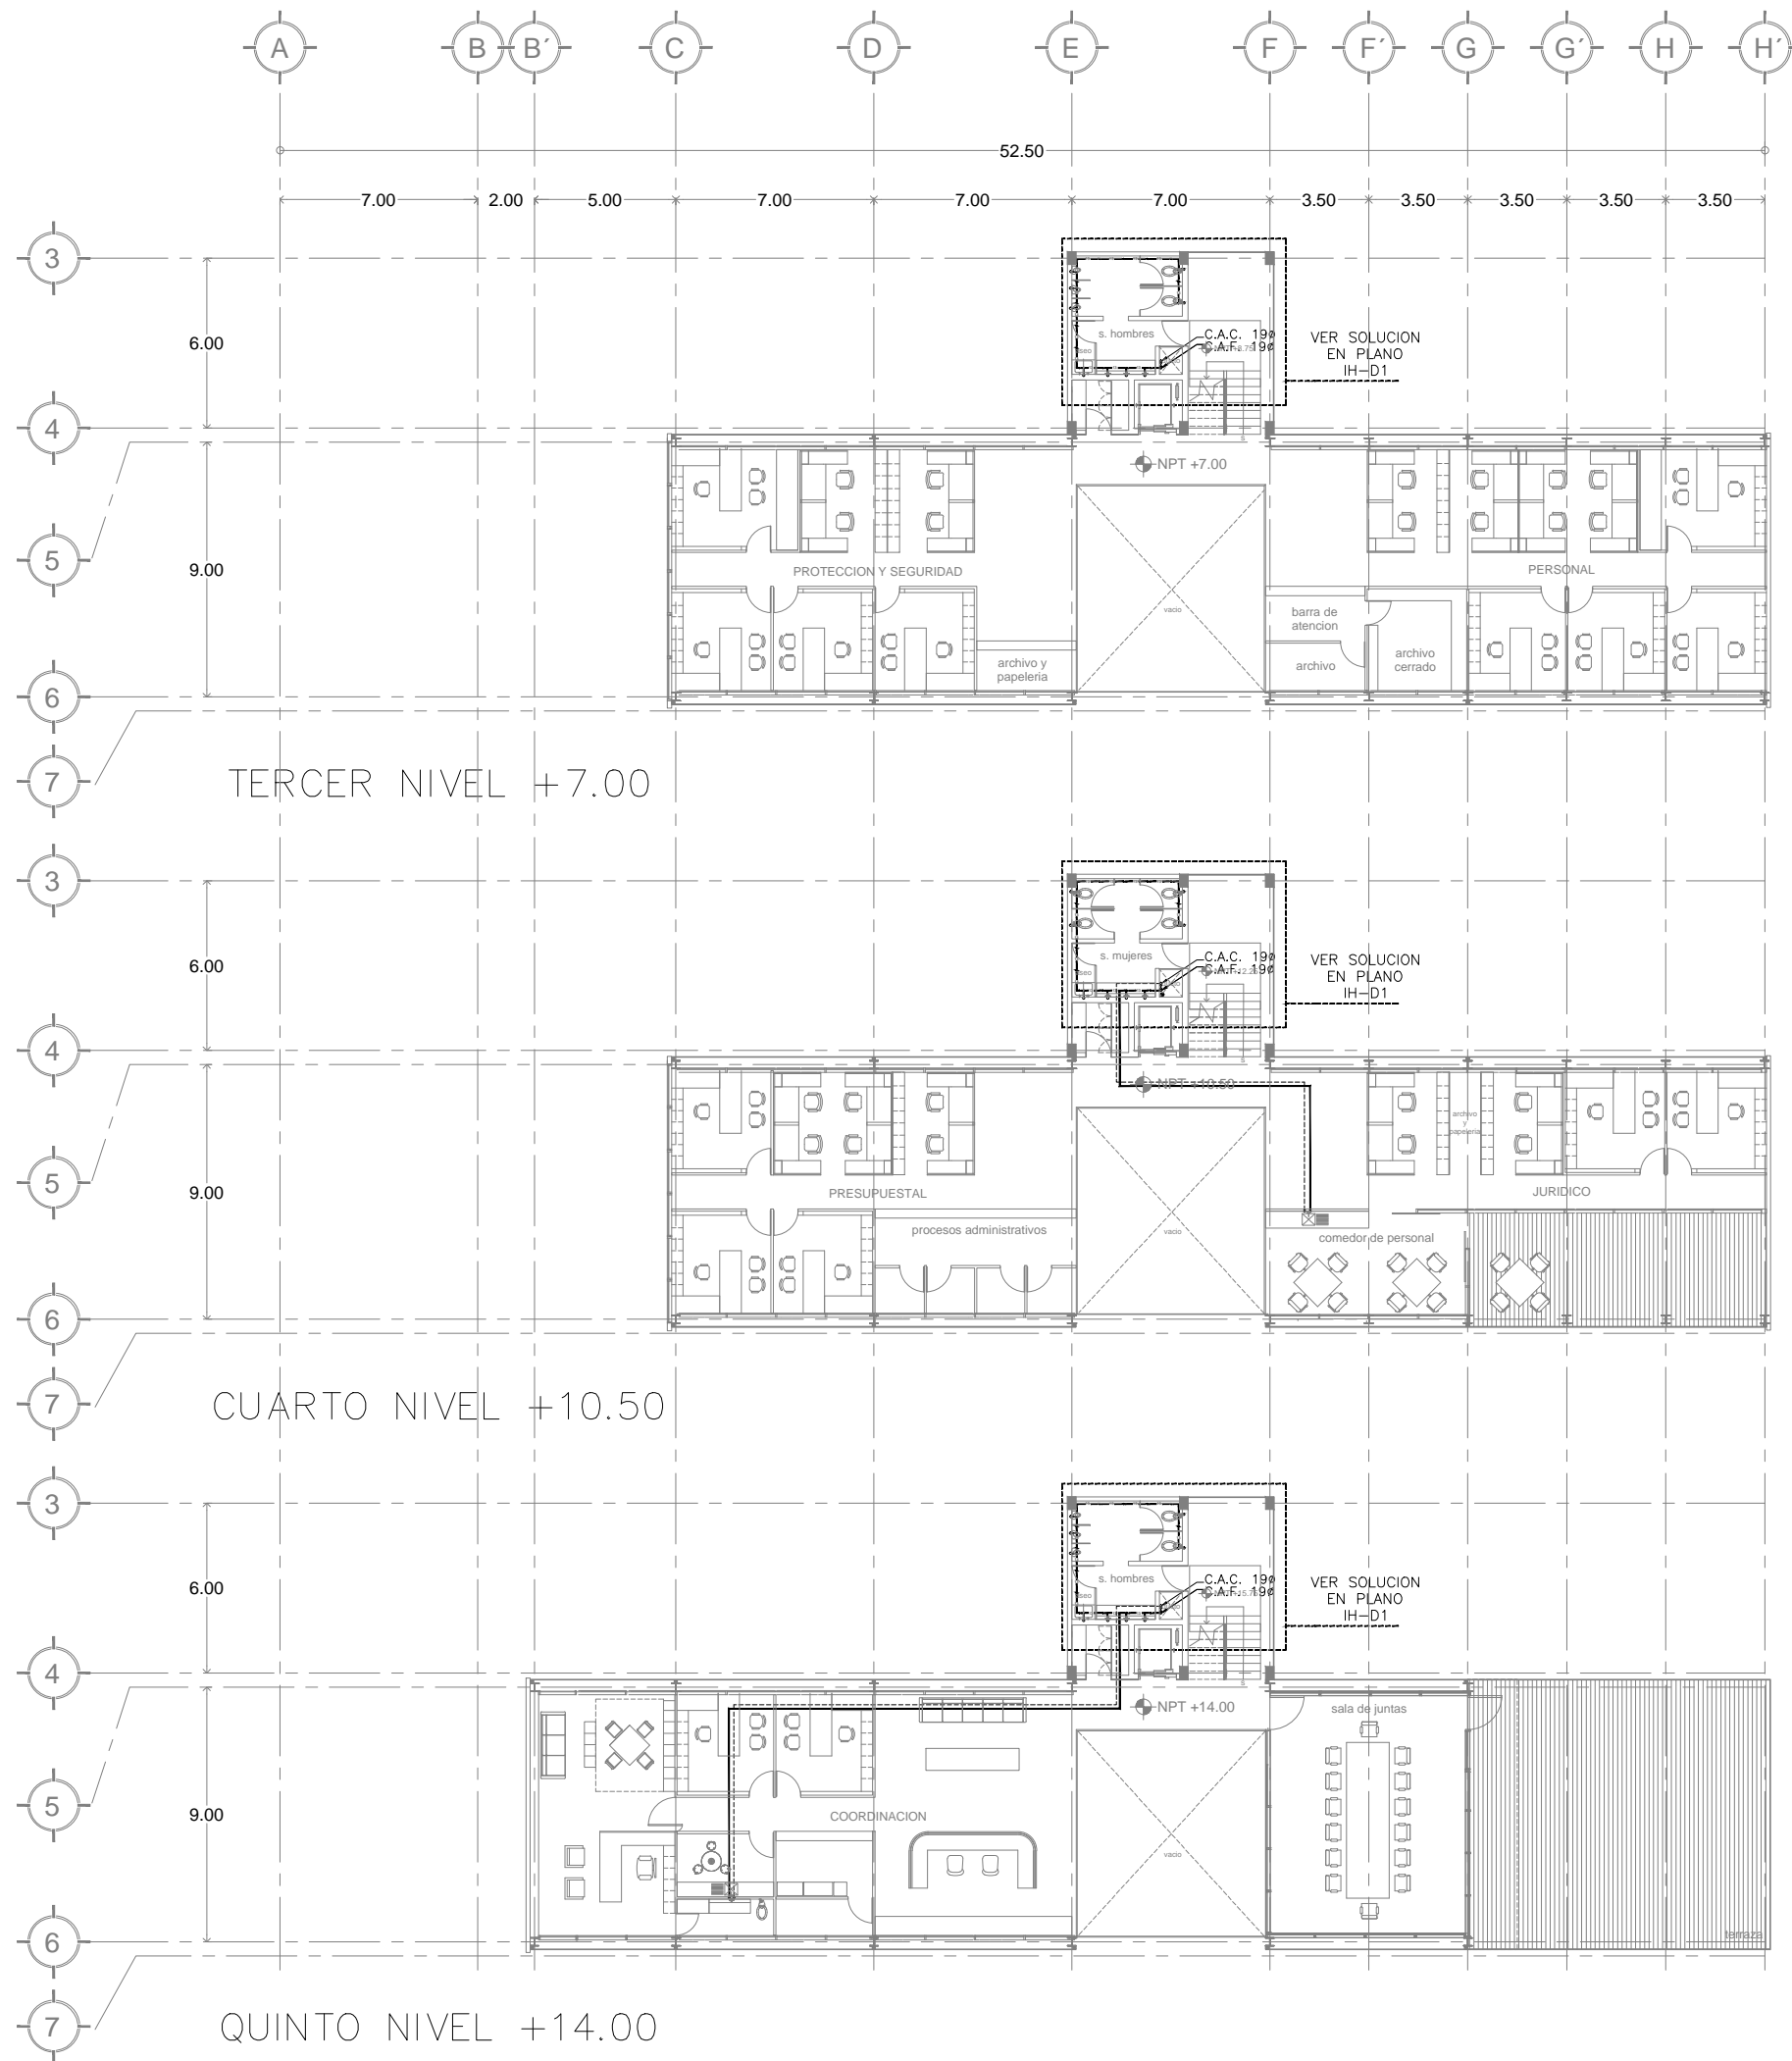 A B B´ C D E F F´ G G´ H H´
52.50
7.00 2.00 5.00 7.00 7.00 7.00 3.50 3.50 3.50 3.50 3.50
3
6.00
s. hombres
C.A.C. 19ø
C.A.F. 19ø
VER SOLUCION
EN PLANO
IH-D1
4
NPT +7.00
5
9.00
PROTECCION Y SEGURIDAD
PERSONAL
vacio
barra de
atencion
archivo y
papeleria
archivo
archivo
cerrado
6
7
TERCER NIVEL +7.00
3
6.00
s. mujeres
C.A.C. 19ø
C.A.F. 19ø
VER SOLUCION
EN PLANO
IH-D1
4
NPT +10.50
archivo
y
papeleria
5
9.00
PRESUPUESTAL
JURIDICO
procesos administrativos
vacio
comedor de personal
6
7
CUARTO NIVEL +10.50
3
6.00
s. hombres
C.A.C. 19ø
C.A.F. 19ø
VER SOLUCION
EN PLANO
IH-D1
4
NPT +14.00
sala de juntas
5
9.00
COORDINACION
vacio
terraza
6
7
QUINTO NIVEL +14.00